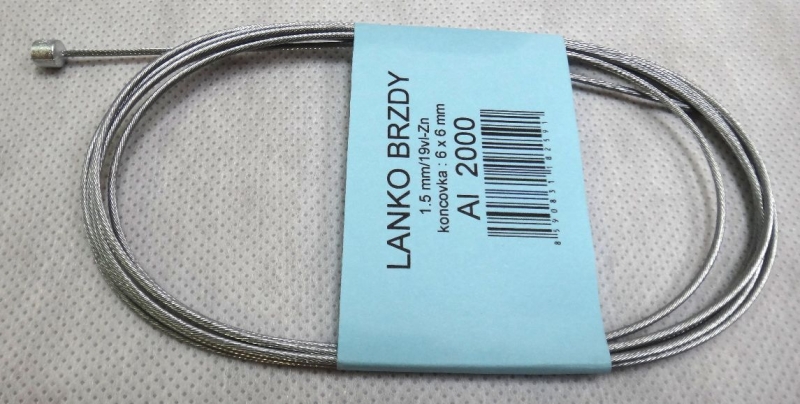 LANKO BRZDY
1.5 mm/19vl-Zn
koncovka : 6 x 6 mm
Al 2000